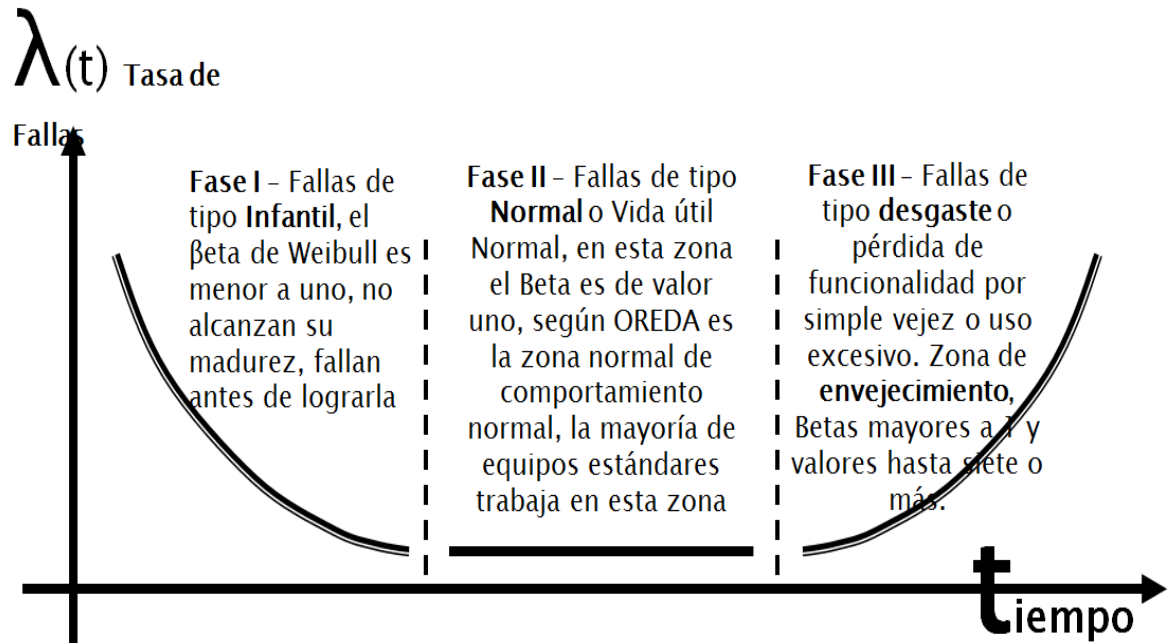 λ(t) Tasa de
Fallas
Fase I – Fallas de
tipo Infantil, el
βeta de Weibull es
menor a uno, no
alcanzan su
madurez, fallan
antes de lograrla
Fase II – Fallas de tipo
Normal o Vida útil
Normal, en esta zona
el Beta es de valor
uno, según OREDA es
la zona normal de
comportamiento
normal, la mayoría de
equipos estándares
trabaja en esta zona
Fase III – Fallas de
tipo desgaste o
pérdida de
funcionalidad por
simple vejez o uso
excesivo. Zona de
envejecimiento,
Betas mayores a 1 y
valores hasta siete o
más.
tiempo